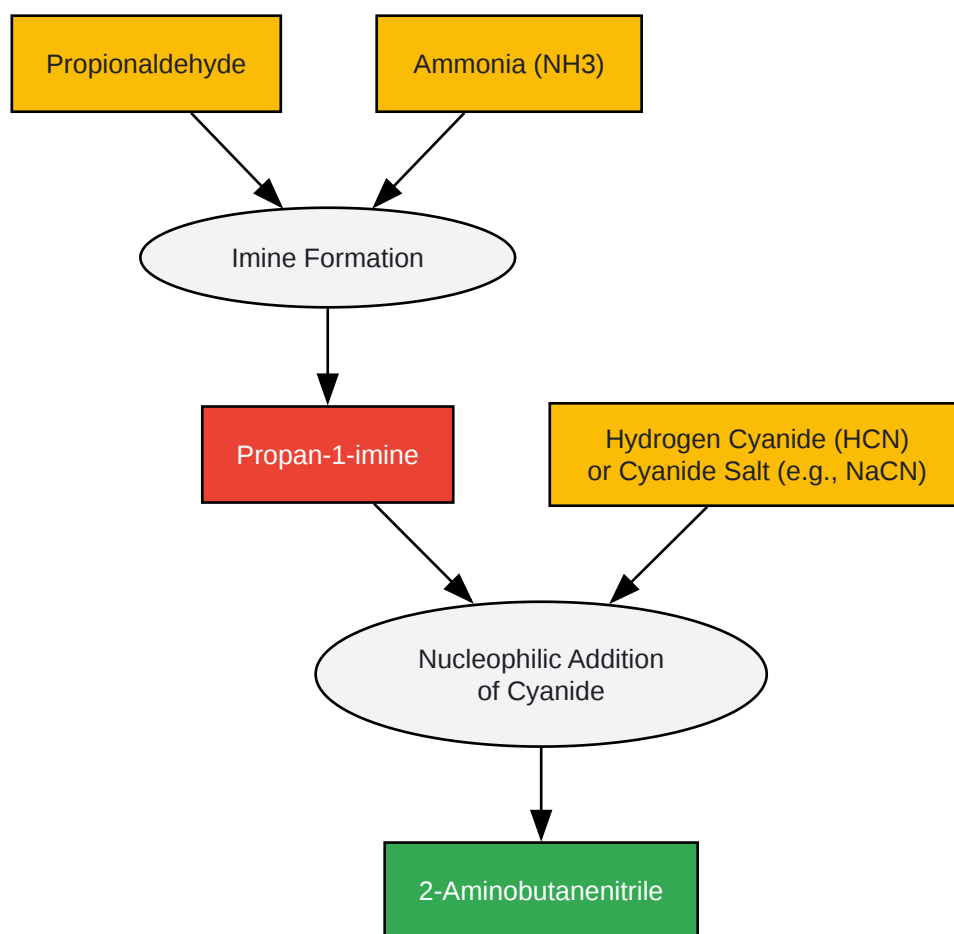 Propionaldehyde
Ammonia (NH3)
Imine Formation
Propan-1-imine
Hydrogen Cyanide (HCN)
or Cyanide Salt (e.g., NaCN)
Nucleophilic Addition
of Cyanide
2-Aminobutanenitrile